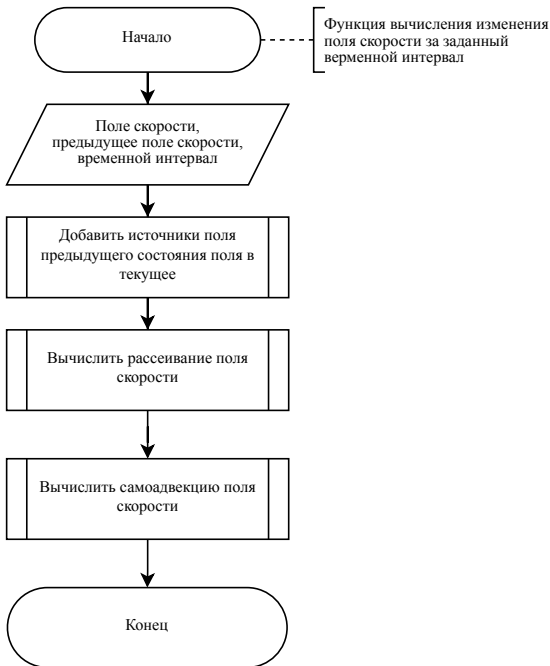 Начало
Функция вычисления изменения
поля скорости за заданный
верменной интервал
Поле скорости,
предыдущее поле скорости,
временной интервал
Добавить источники поля
предыдущего состояния поля в
текущее
Вычислить рассеивание поля
скорости
Вычислить самоадвекцию поля
скорости
Конец